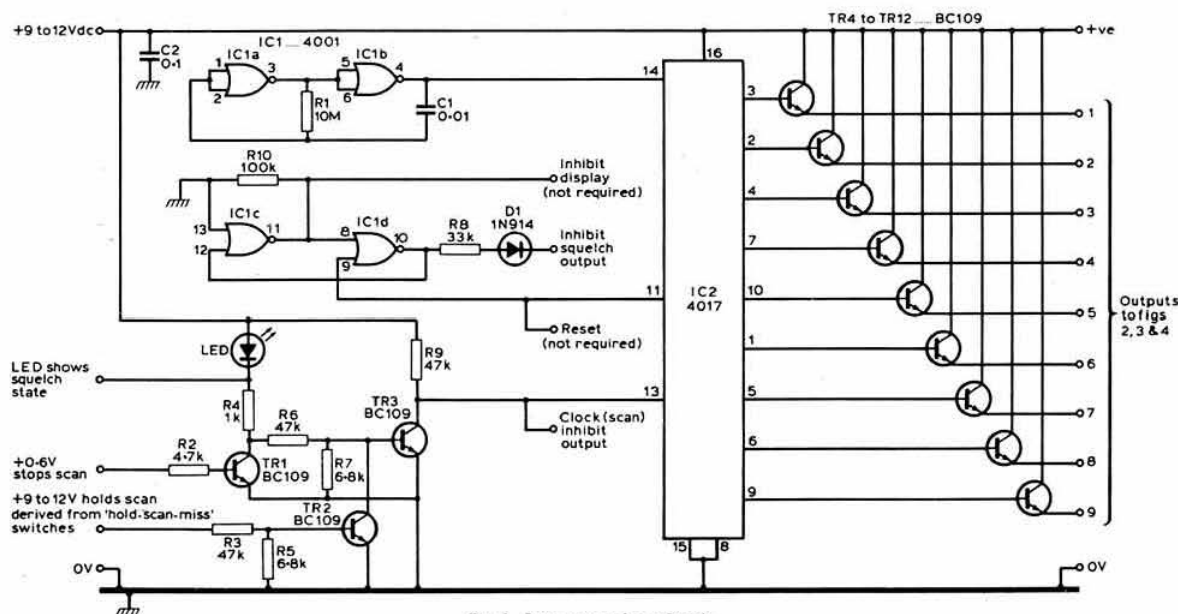 TR4 to TR12 ..... BC109
+9 to 12Vdc
+ve
IC1 .... 4001
C2
0·1
IC1a
IC1b
1
2
3
5
6
4
R1
10M
C1
0·01
14
16
R10
100k
Inhibit
display
(not required)
IC1c
13
12
11
IC1d
8
9
10
R8
33k
D1
1N914
Inhibit
squelch
output
11
Reset
(not required)
IC2
4017
3
2
4
7
10
1
5
6
9
1
2
3
4
5
6
7
8
9
Outputs
to figs
2, 3 & 4
LED
R9
47k
LED shows
squelch
state
R4
1k
R6
47k
TR3
BC109
13
Clock (scan)
inhibit
output
+0·6V
stops scan
R2
4·7k
TR1
BC109
R7
6·8k
+9 to 12V holds scan
derived from 'hold-scan-miss'
switches
TR2
BC109
R3
47k
R5
6·8k
15
8
0V
0V